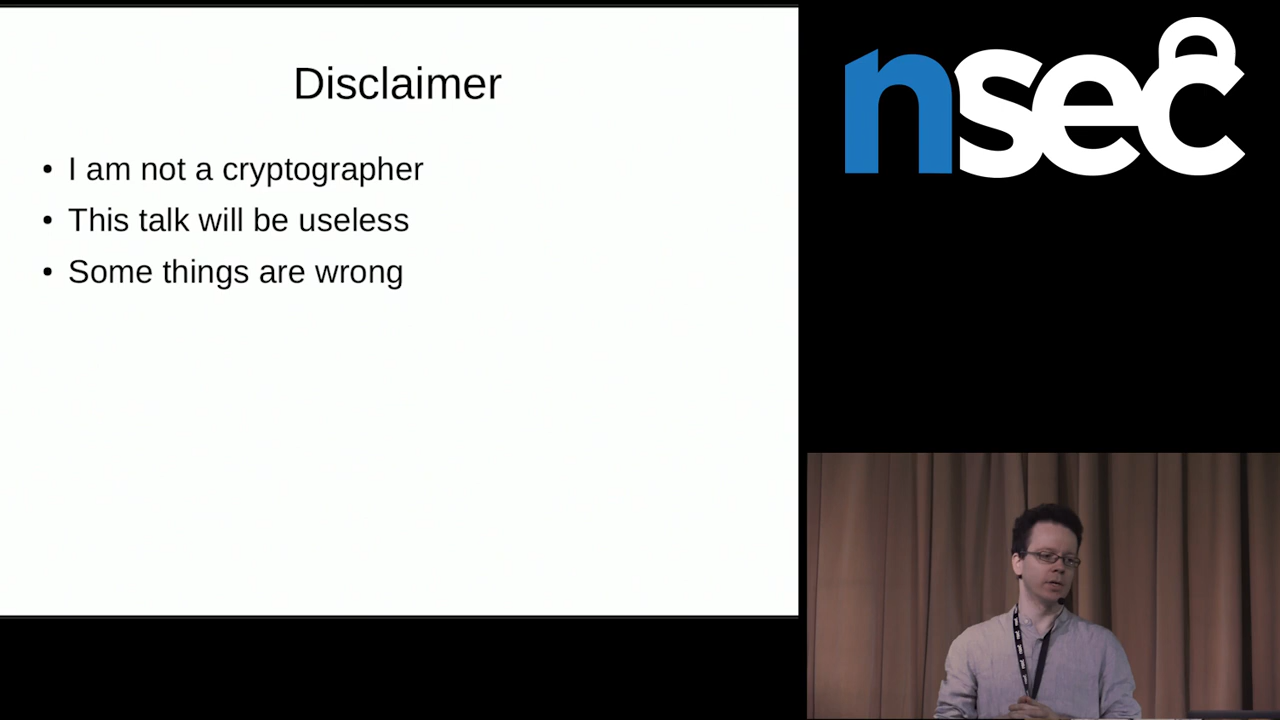 Disclaimer
• I am not a cryptographer
• This talk will be useless
• Some things are wrong
nsec